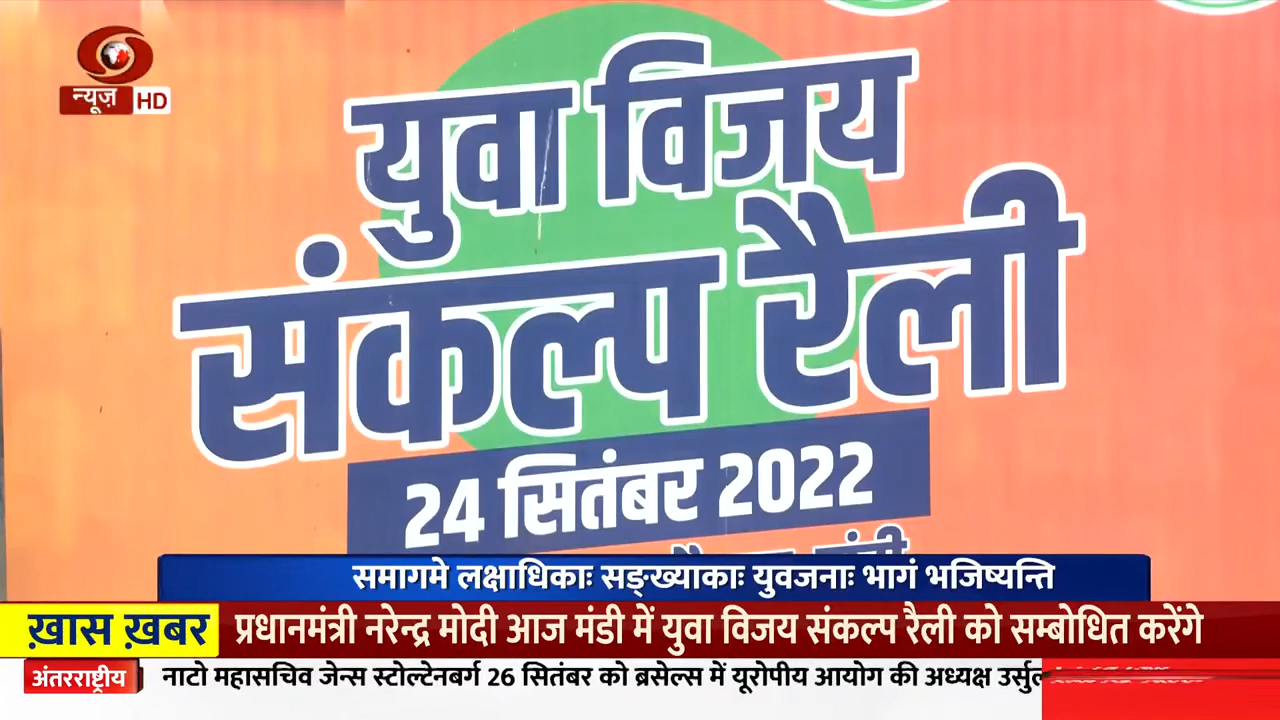 न्यूज़ HD
युवा विजय
संकल्प रैली
24 सितंबर 2022
समागमे लक्षाधिकाः सङ्ख्याकाः युवजनाः भागं भजिष्यन्ति
ख़ास ख़बर प्रधानमंत्री नरेन्द्र मोदी आज मंडी में युवा विजय संकल्प रैली को सम्बोधित करेंगे
अंतरराष्ट्रीय नाटो महासचिव जेन्स स्टोल्टेनबर्ग 26 सितंबर को ब्रसेल्स में यूरोपीय आयोग की अध्यक्ष